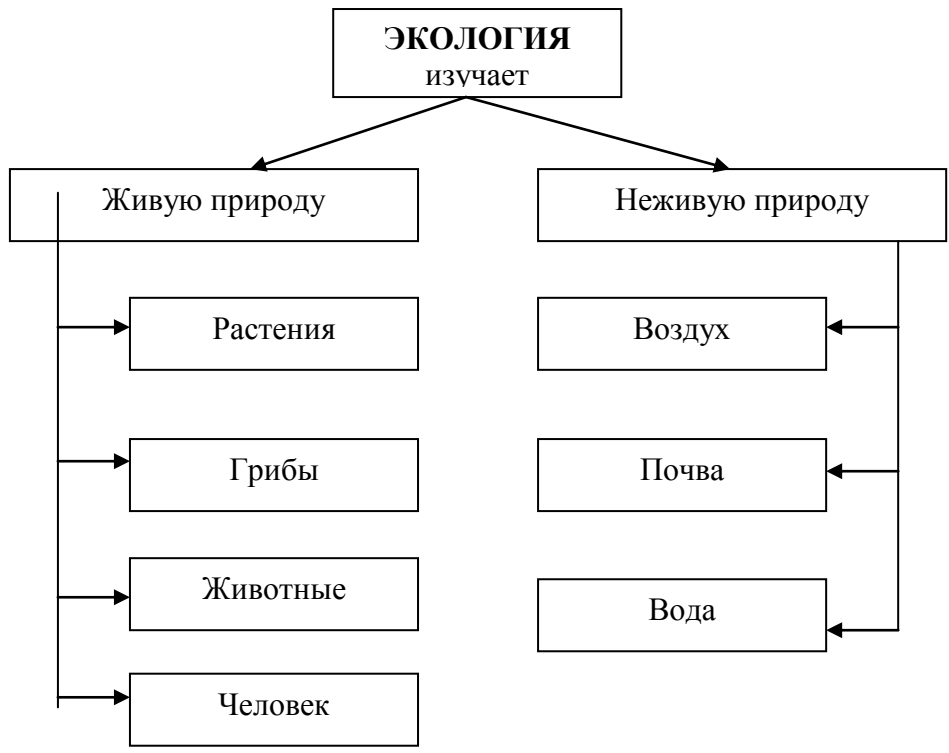 ЭКОЛОГИЯ
изучает
Живую природу
Неживую природу
Растения
Воздух
Грибы
Почва
Животные
Вода
Человек